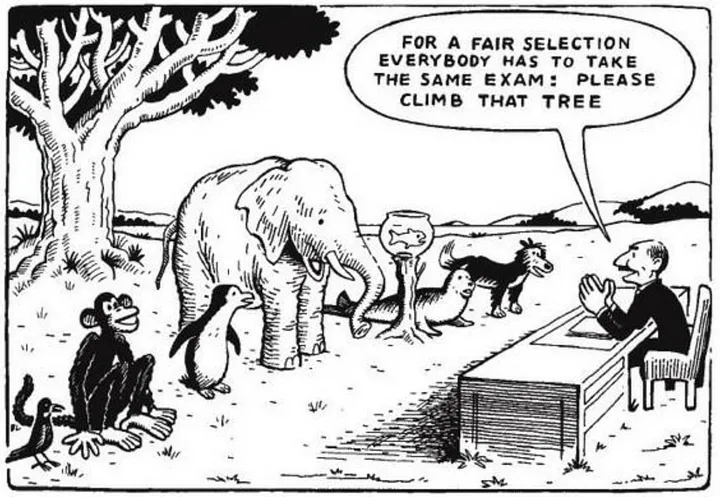 FOR A FAIR SELECTION
EVERYBODY HAS TO TAKE
THE SAME EXAM: PLEASE
CLIMB THAT TREE